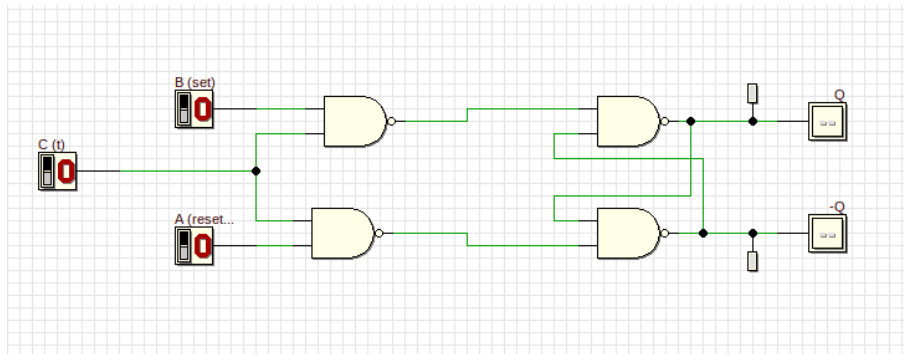 B (set)
Q
C (t)
0
0
--
A (reset...
0
-Q
--